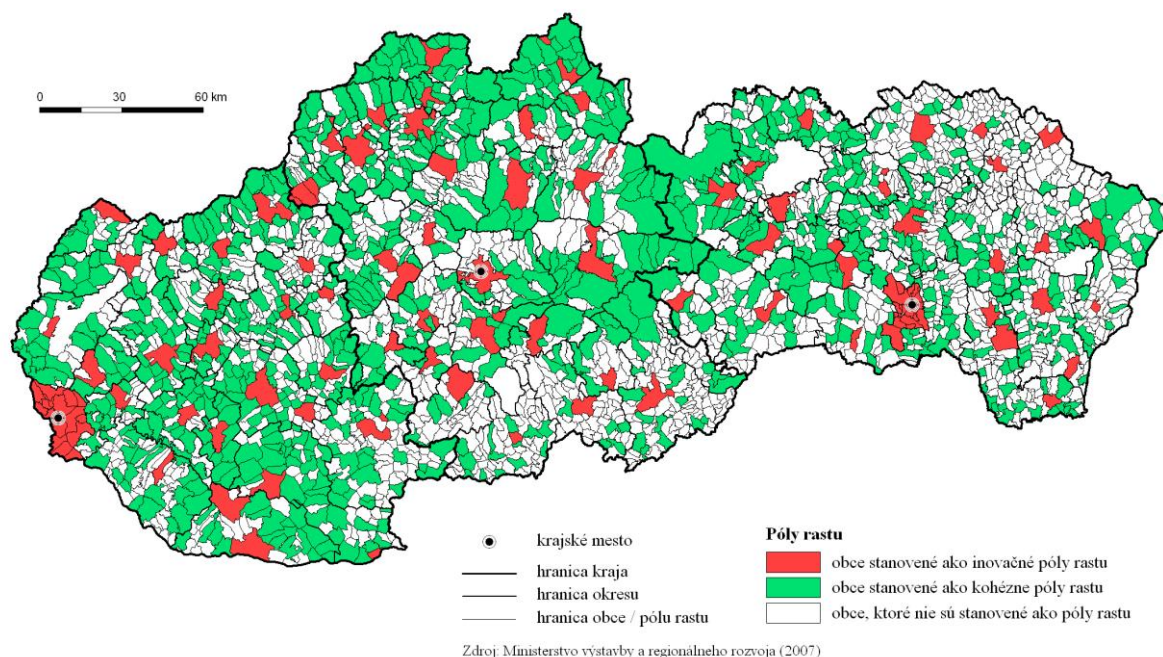 0 30 60 km
krajské mesto
hranica kraja
hranica okresu
hranica obce / pólu rastu
Póly rastu
obce stanovené ako inovačné póly rastu
obce stanovené ako kohézne póly rastu
obce, ktoré nie sú stanovené ako póly rastu
Zdroj: Ministerstvo výstavby a regionálneho rozvoja (2007)